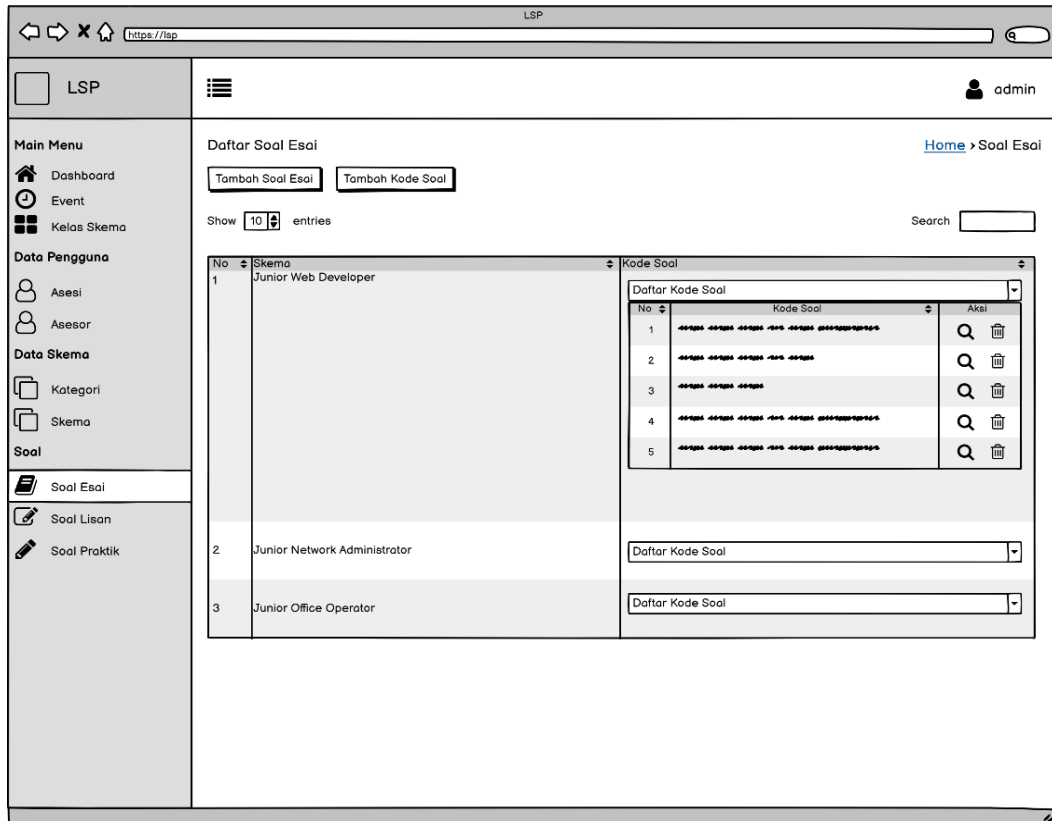 LSP
https://lsp
LSP
admin
Main Menu
Dashboard
Event
Kelas Skema
Data Pengguna
Asesi
Asesor
Data Skema
Kategori
Skema
Soal
Soal Esai
Soal Lisan
Soal Praktik
Daftar Soal Esai
Home › Soal Esai
Tambah Soal Esai Tambah Kode Soal
Show 10 entries
Search
No Skema Kode Soal
1 Junior Web Developer
Daftar Kode Soal
No Kode Soal Aksi
1
2
3
4
5
2 Junior Network Administrator Daftar Kode Soal
3 Junior Office Operator Daftar Kode Soal